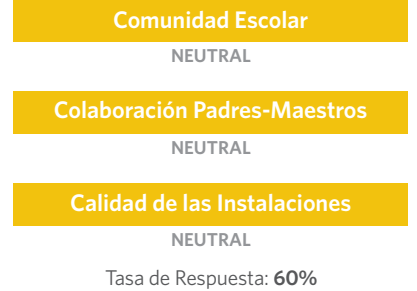 Comunidad Escolar
NEUTRAL
Colaboración Padres-Maestros
NEUTRAL
Calidad de las Instalaciones
NEUTRAL
Tasa de Respuesta: 60%